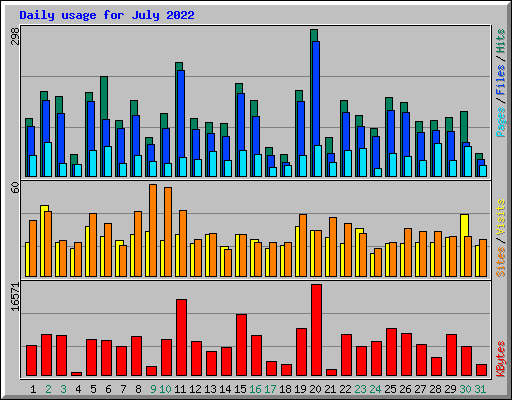 Daily usage for July 2022
298
Pages / Files / Hits
60
Sites / Visits
16571
KBytes
1 2 3 4 5 6 7 8 9 10 11 12 13 14 15 16 17 18 19 20 21 22 23 24 25 26 27 28 29 30 31